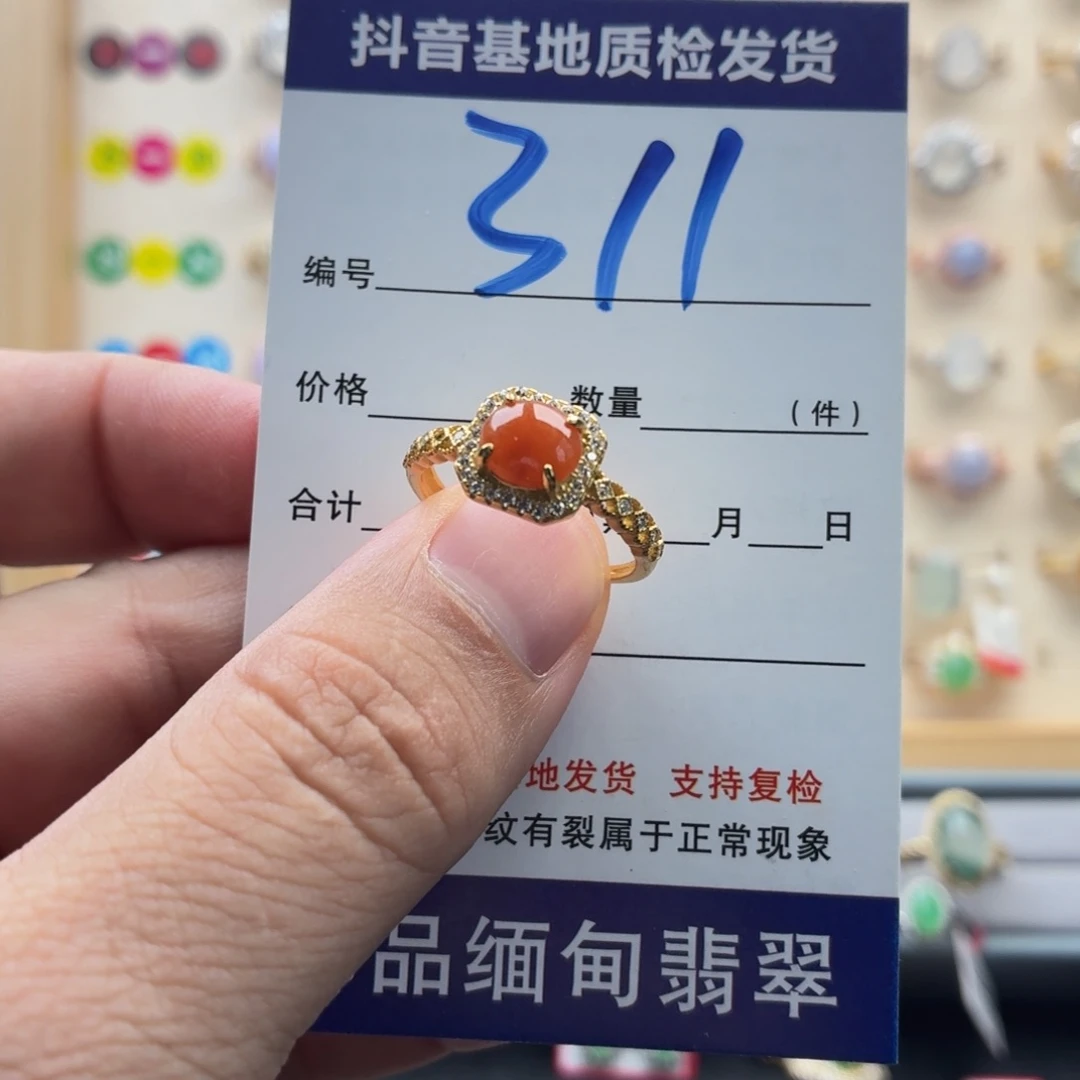 抖音基地质检发货
编号 311
价格 数量 (件)
合计 月 日
地发货 支持复检
纹有裂属于正常现象
品缅甸翡翠